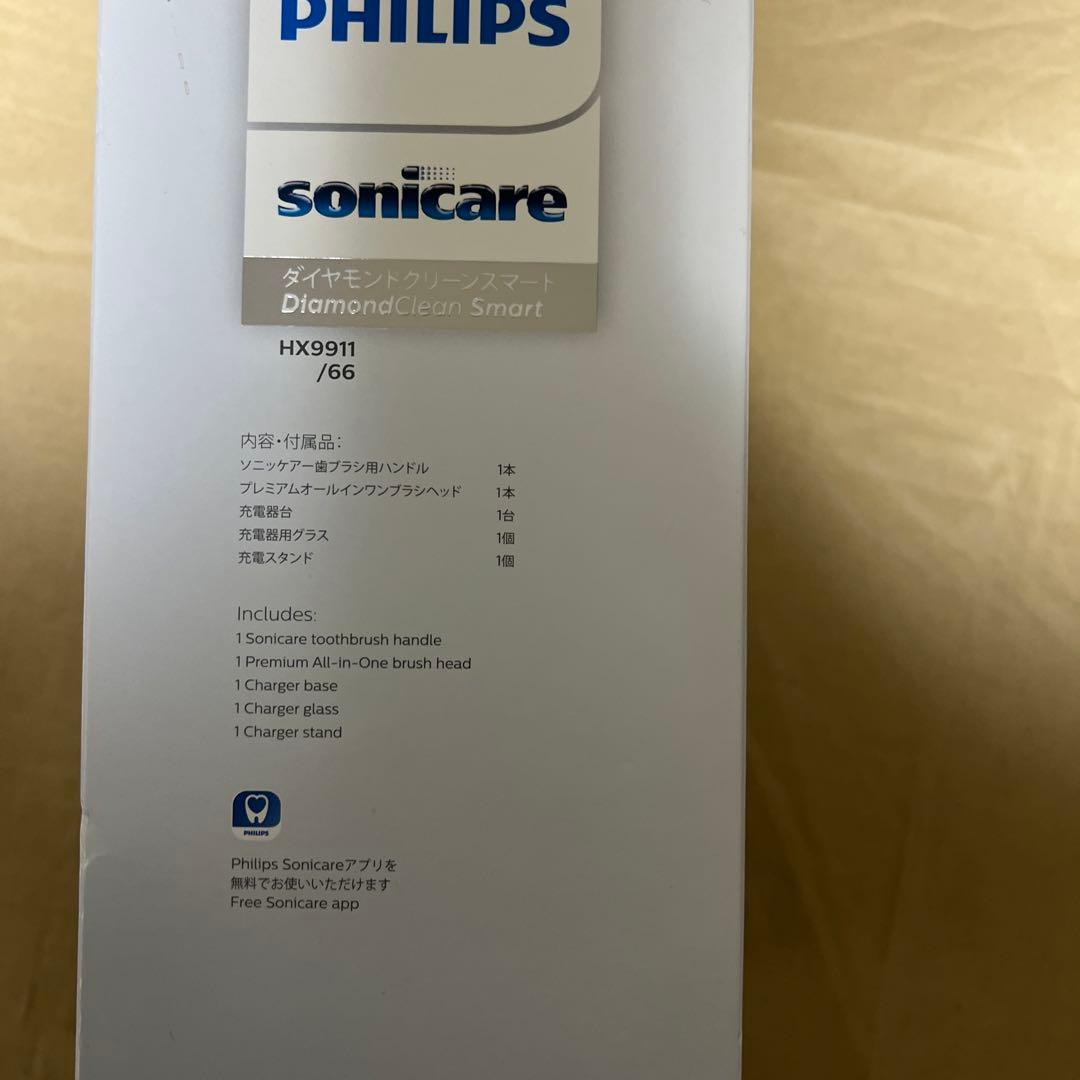 PHILIPS
sonicare
ダイヤモンドクリーンスマート
DiamondClean Smart
HX9911
/66
内容・付属品：
ソニッケアー歯ブラシ用ハンドル 1本
プレミアムオールインワンブラシヘッド 1本
充電器台 1台
充電器用グラス 1個
充電スタンド 1個
Includes:
1 Sonicare toothbrush handle
1 Premium All-in-One brush head
1 Charger base
1 Charger glass
1 Charger stand
PHILIPS
Philips Sonicareアプリを
無料でお使いいただけます
Free Sonicare app